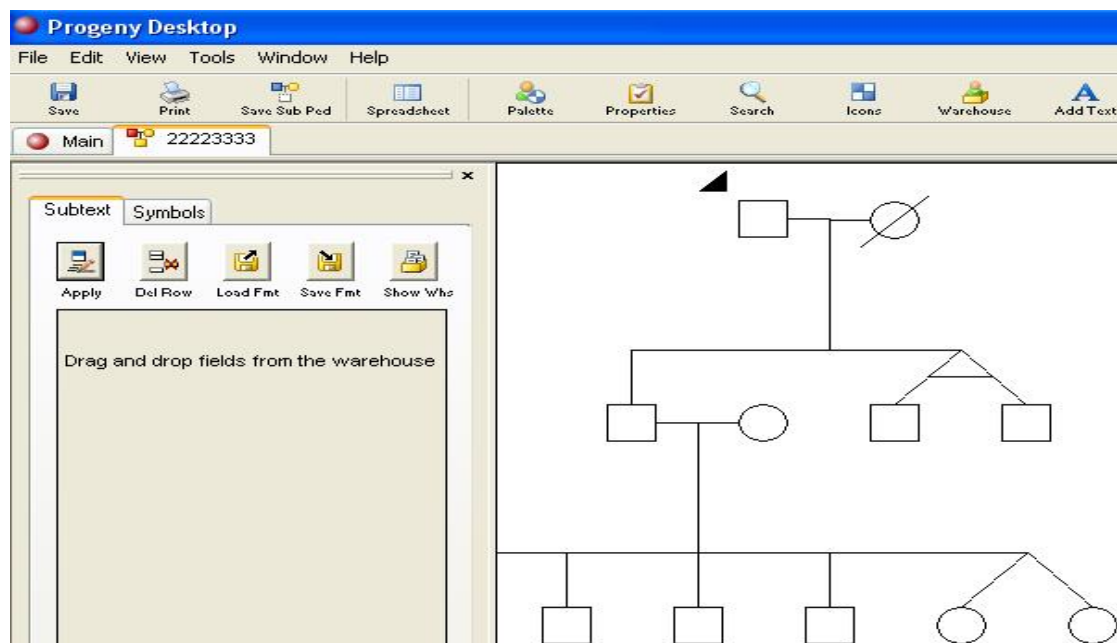 Progeny Desktop
File Edit View Tools Window Help
Save Print Save Sub Ped Spreadsheet Palette Properties Search Icons Warehouse Add Text
Main 22223333
Subtext Symbols
Apply Del Row Load Fmt Save Fmt Show Whs
Drag and drop fields from the warehouse